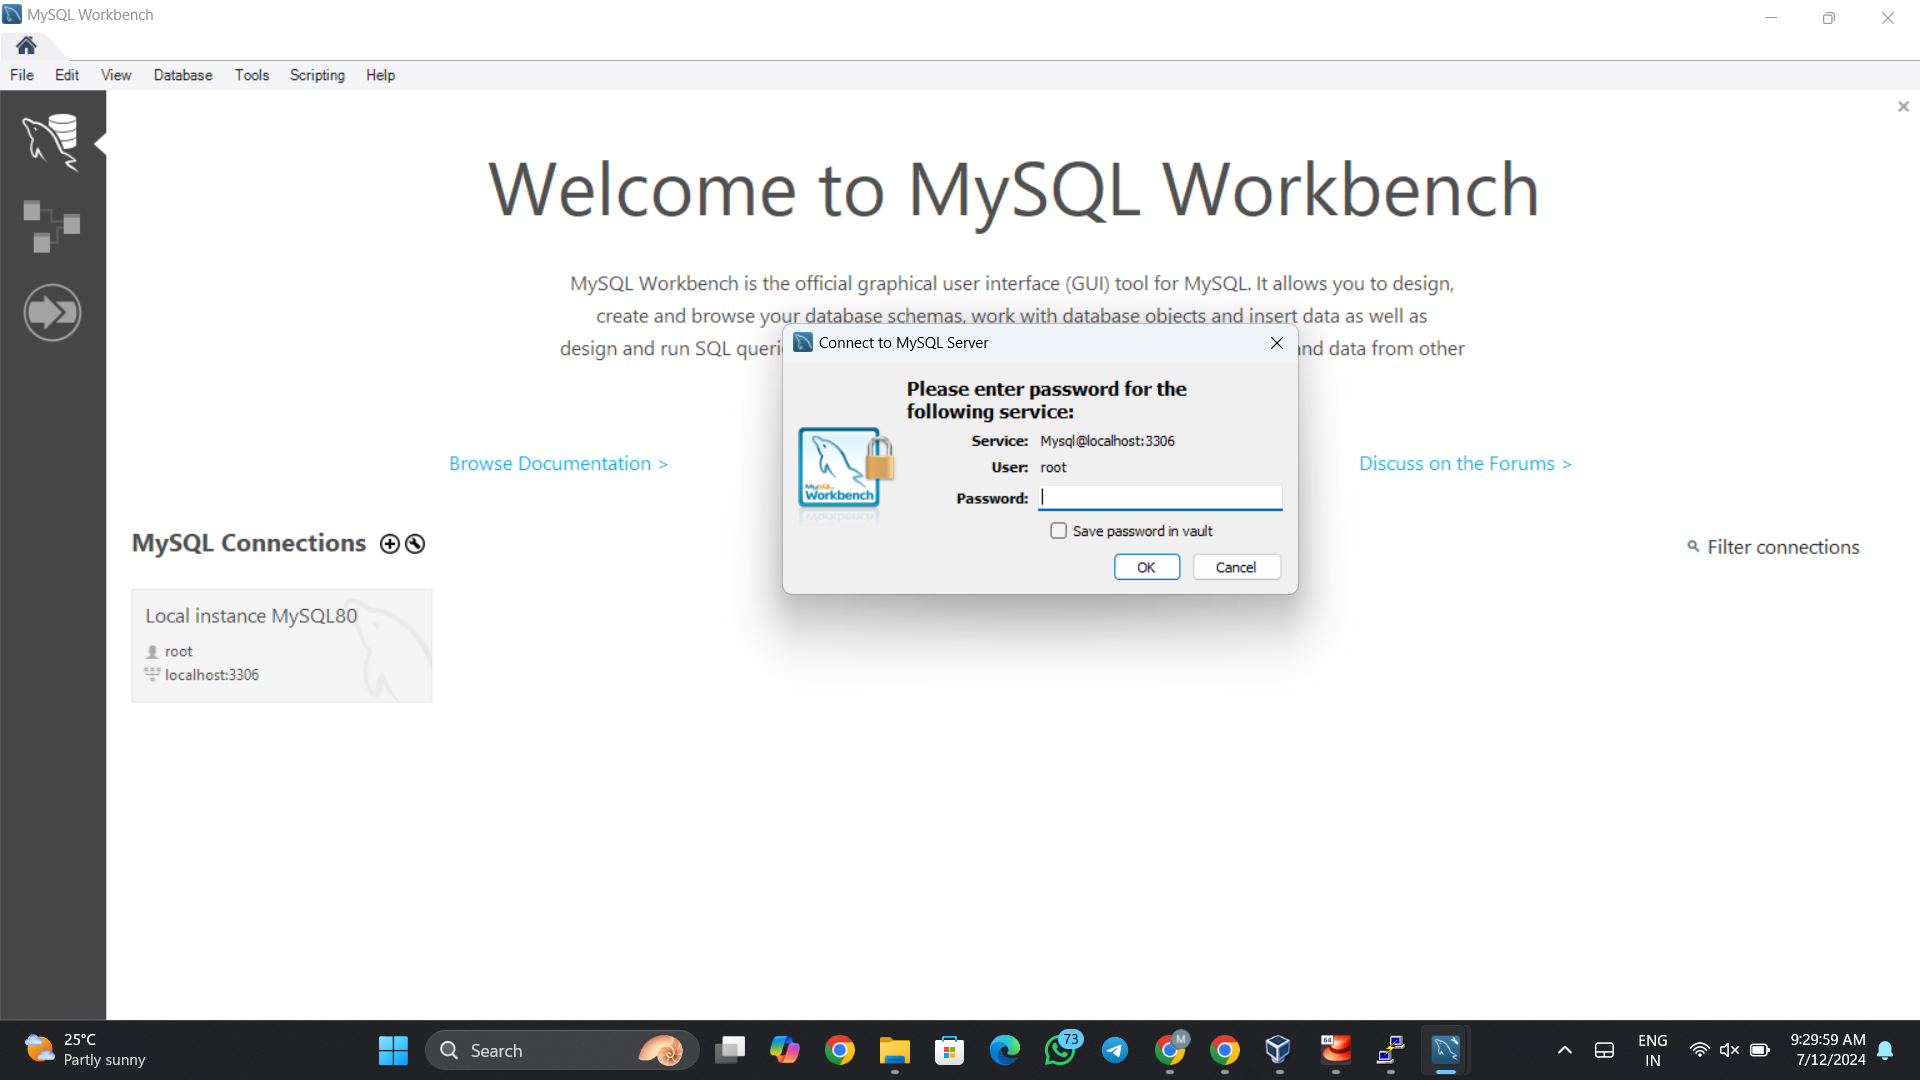 MySQL Workbench
File Edit View Database Tools Scripting Help
Welcome to MySQL Workbench
MySQL Workbench is the official graphical user interface (GUI) tool for MySQL. It allows you to design,
create and browse your database schemas, work with database objects and insert data as well as
design and run SQL queri
nd data from other
Connect to MySQL Server
Please enter password for the
following service:
Service: Mysql@localhost:3306
User: root
Password:
Save password in vault
OK Cancel
MySQL
Workbench
Browse Documentation >
Discuss on the Forums >
MySQL Connections
Filter connections
Local instance MySQL80
root
localhost:3306
25°C
Partly sunny
Search
73
M
64
ENG
IN
9:29:59 AM
7/12/2024